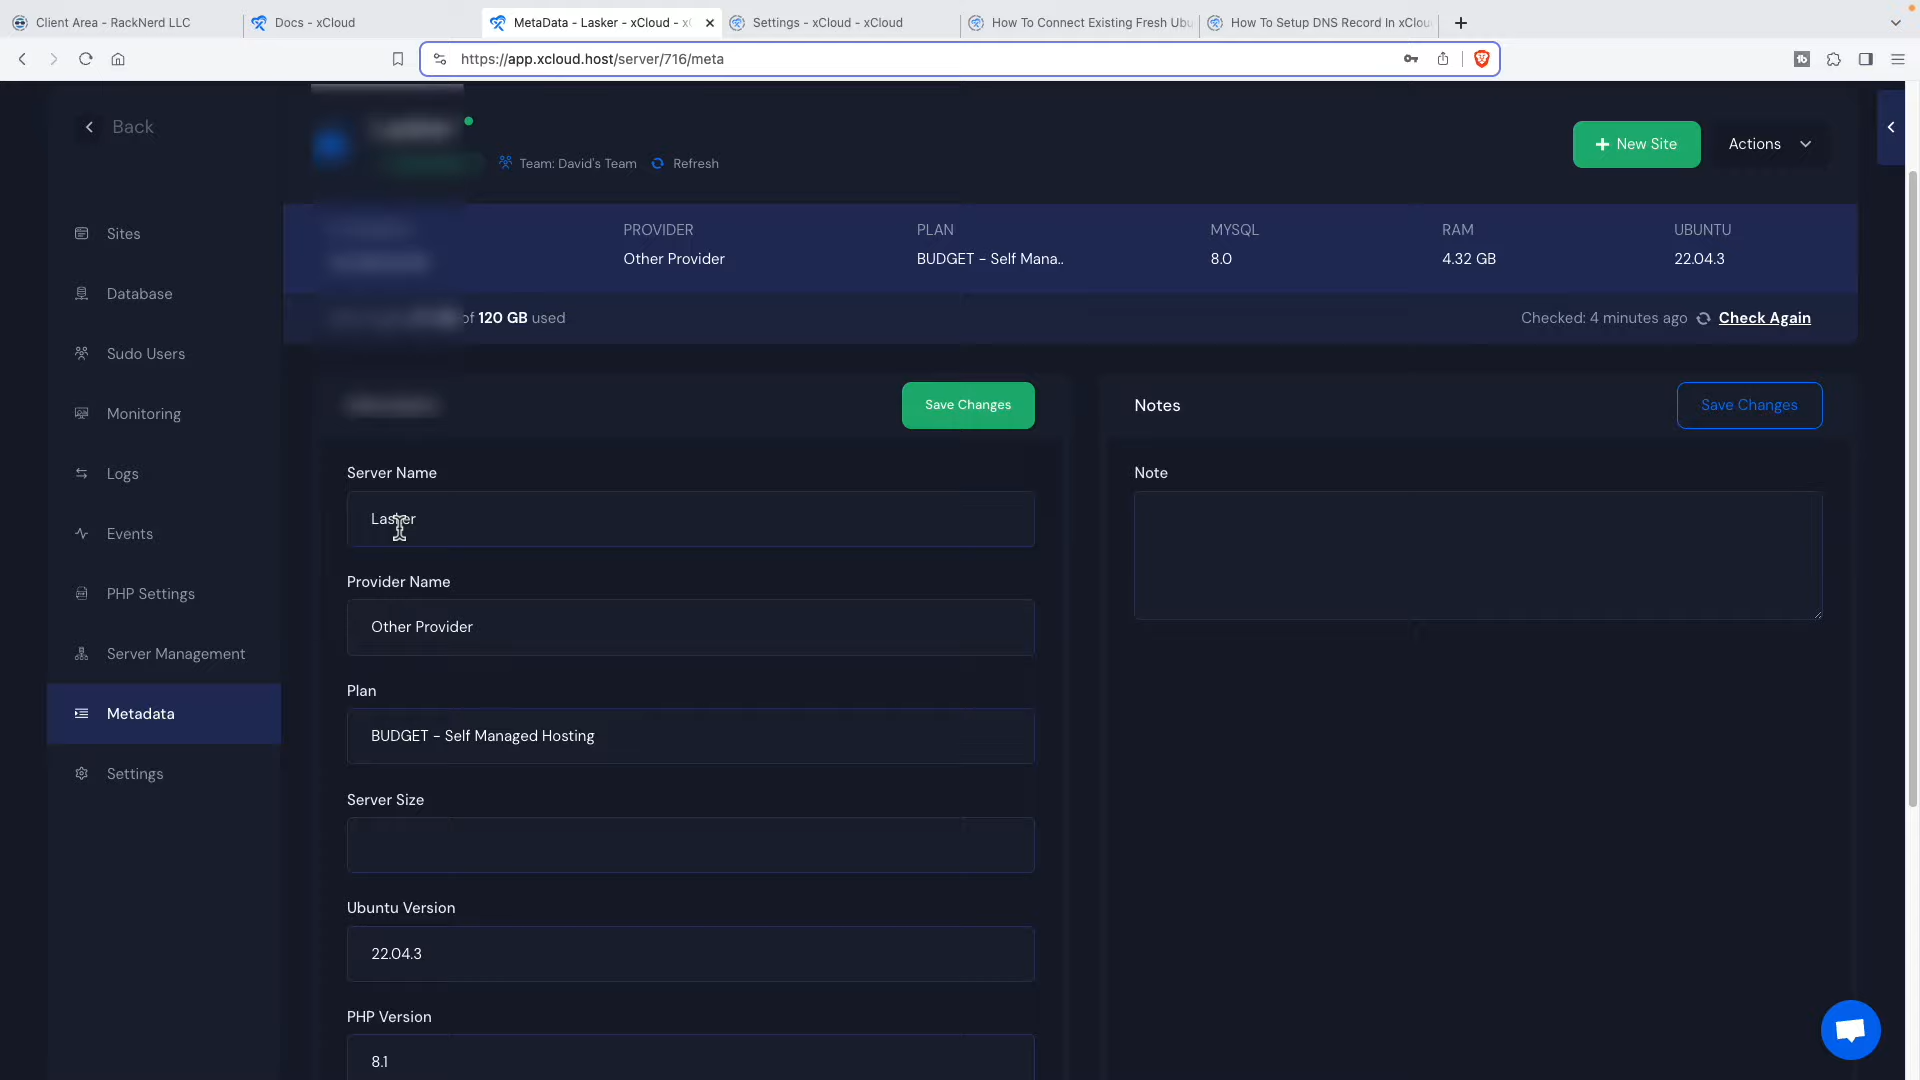 Client Area - RackNerd LLC
Docs - xCloud
MetaData - Lasker - xCloud - x
Settings - xCloud - xCloud
How To Connect Existing Fresh Ubu
How To Setup DNS Record In xClou
https://app.xcloud.host/server/716/meta
Back
Team: David's Team
Refresh
New Site
Actions
PROVIDER
PLAN
MYSQL
RAM
UBUNTU
Other Provider
BUDGET - Self Mana..
8.0
4.32 GB
22.04.3
of 120 GB used
Checked: 4 minutes ago
Check Again
Sites
Database
Sudo Users
Monitoring
Logs
Events
PHP Settings
Server Management
Metadata
Settings
Save Changes
Server Name
Lasker
Provider Name
Other Provider
Plan
BUDGET - Self Managed Hosting
Server Size
Ubuntu Version
22.04.3
PHP Version
8.1
Notes
Save Changes
Note